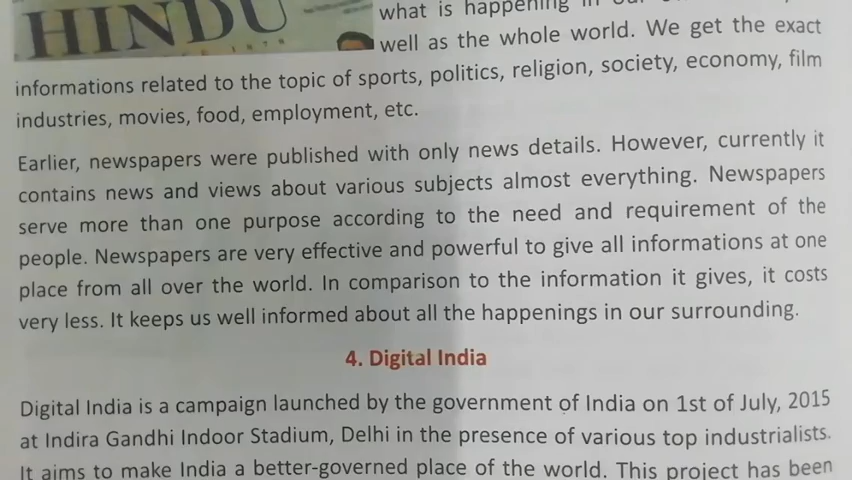 HINDU
what is happening in our
well as the whole world. We get the exact
informations related to the topic of sports, politics, religion, society, economy, film
industries, movies, food, employment, etc.
Earlier, newspapers were published with only news details. However, currently it
contains news and views about various subjects almost everything. Newspapers
serve more than one purpose according to the need and requirement of the
people. Newspapers are very effective and powerful to give all informations at one
place from all over the world. In comparison to the information it gives, it costs
very less. It keeps us well informed about all the happenings in our surrounding.
4. Digital India
Digital India is a campaign launched by the government of India on 1st of July, 2015
at Indira Gandhi Indoor Stadium, Delhi in the presence of various top industrialists.
It aims to make India a better-governed place of the world. This project has been